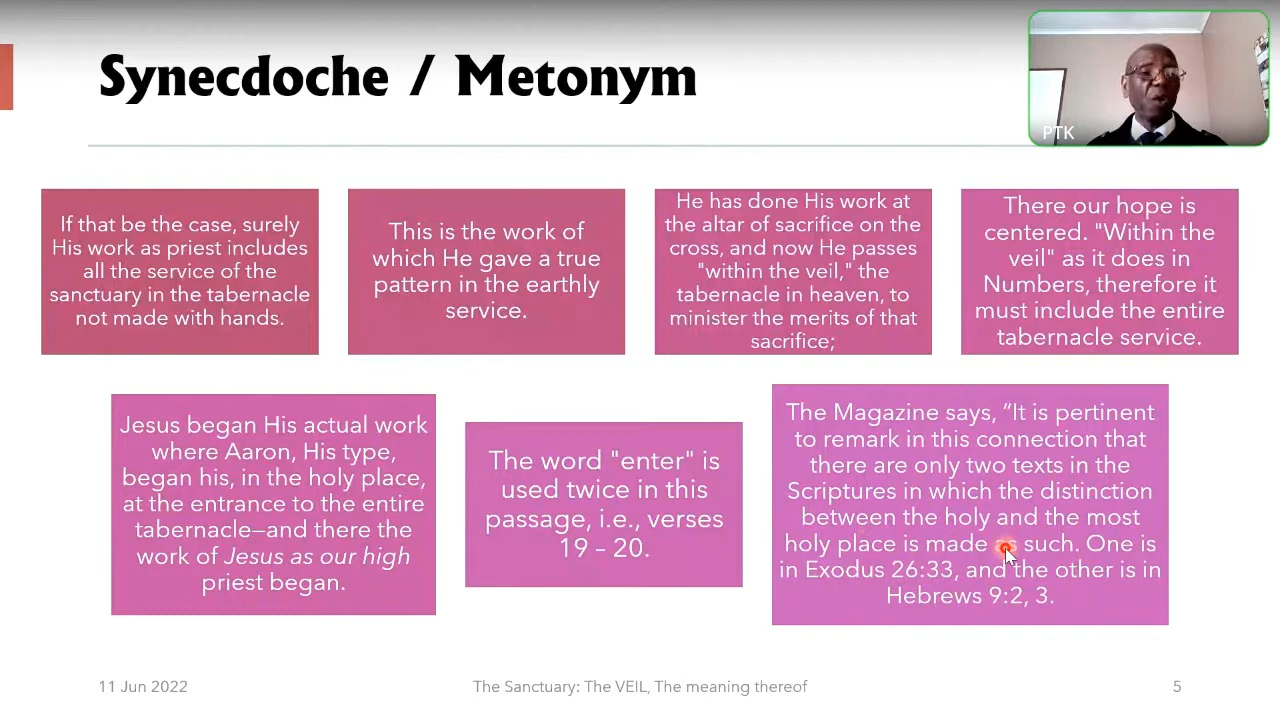 Synecdoche / Metonym
PTK
If that be the case, surely
His work as priest includes
all the service of the
sanctuary in the tabernacle
not made with hands.
This is the work of
which He gave a true
pattern in the earthly
service.
He has done His work at
the altar of sacrifice on the
cross, and now He passes
"within the veil," the
tabernacle in heaven, to
minister the merits of that
sacrifice;
There our hope is
centered. "Within the
veil" as it does in
Numbers, therefore it
must include the entire
tabernacle service.
Jesus began His actual work
where Aaron, His type,
began his, in the holy place,
at the entrance to the entire
tabernacle—and there the
work of Jesus as our high
priest began.
The word "enter" is
used twice in this
passage, i.e., verses
19 – 20.
The Magazine says, “It is pertinent
to remark in this connection that
there are only two texts in the
Scriptures in which the distinction
between the holy and the most
holy place is made as such. One is
in Exodus 26:33, and the other is in
Hebrews 9:2, 3.
11 Jun 2022
The Sanctuary: The VEIL, The meaning thereof
5